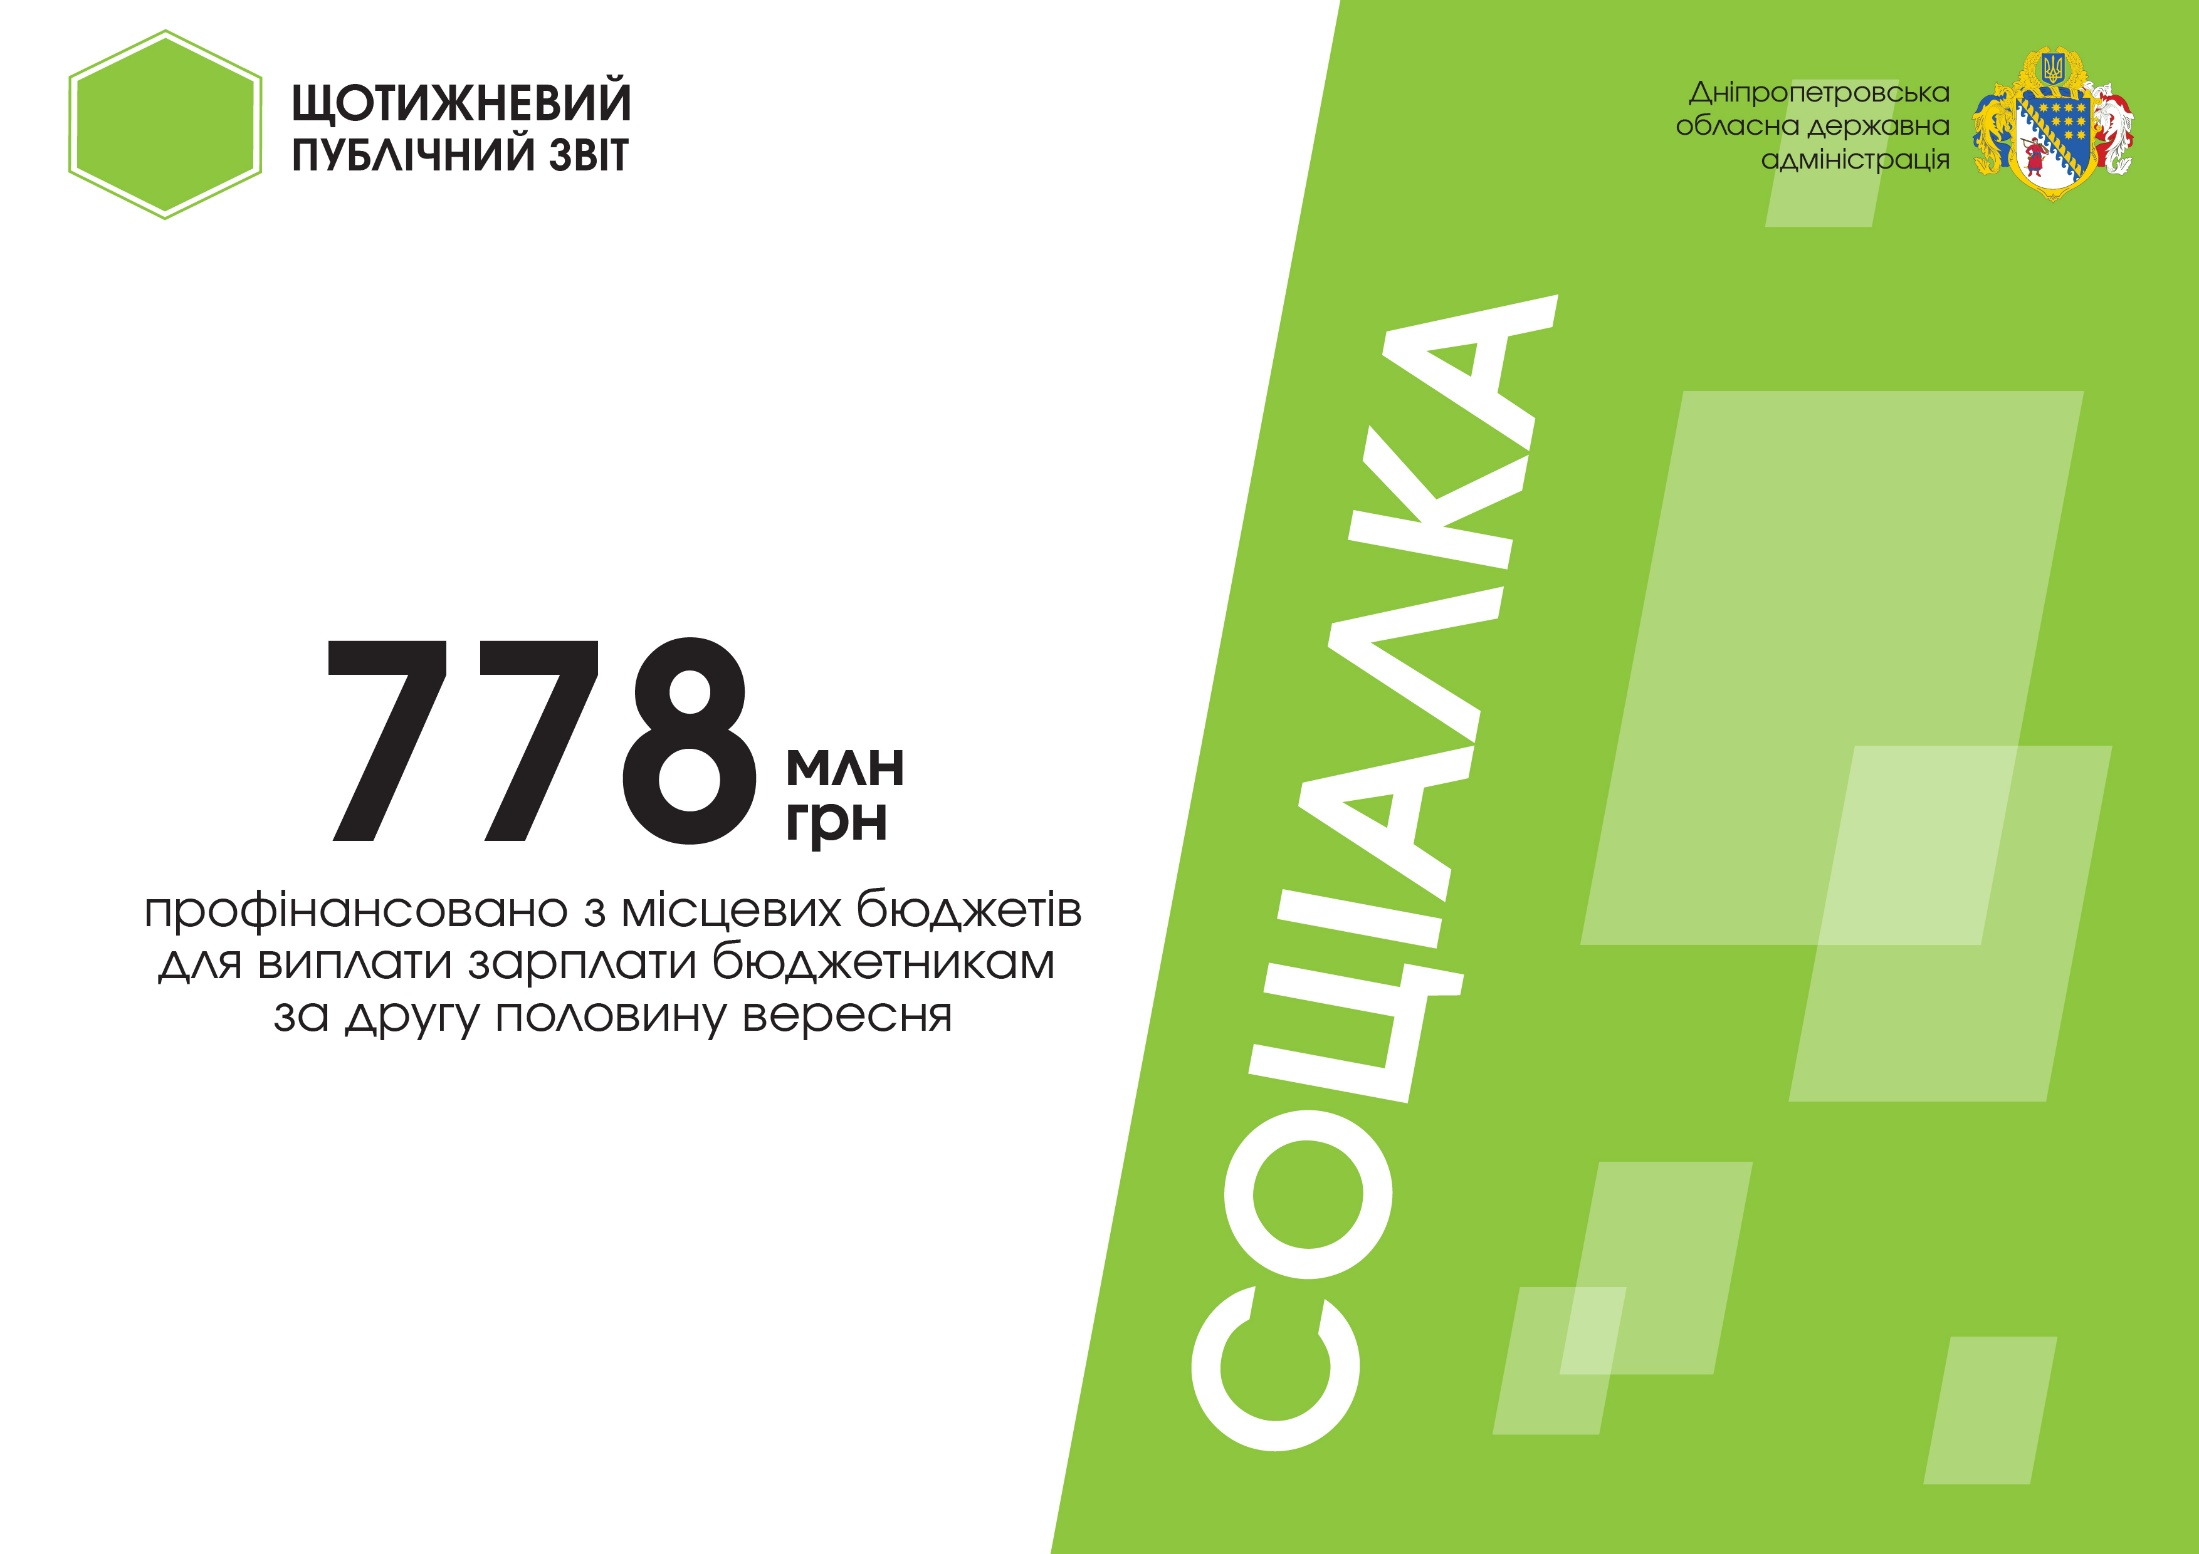 ЩОТИЖНЕВИЙ
ПУБЛІЧНИЙ ЗВІТ
Дніпропетровська
обласна державна
адміністрація
778 млн
грн
профінансовано з місцевих бюджетів
для виплати зарплати бюджетникам
за другу половину вересня
СОЦІАЛКА